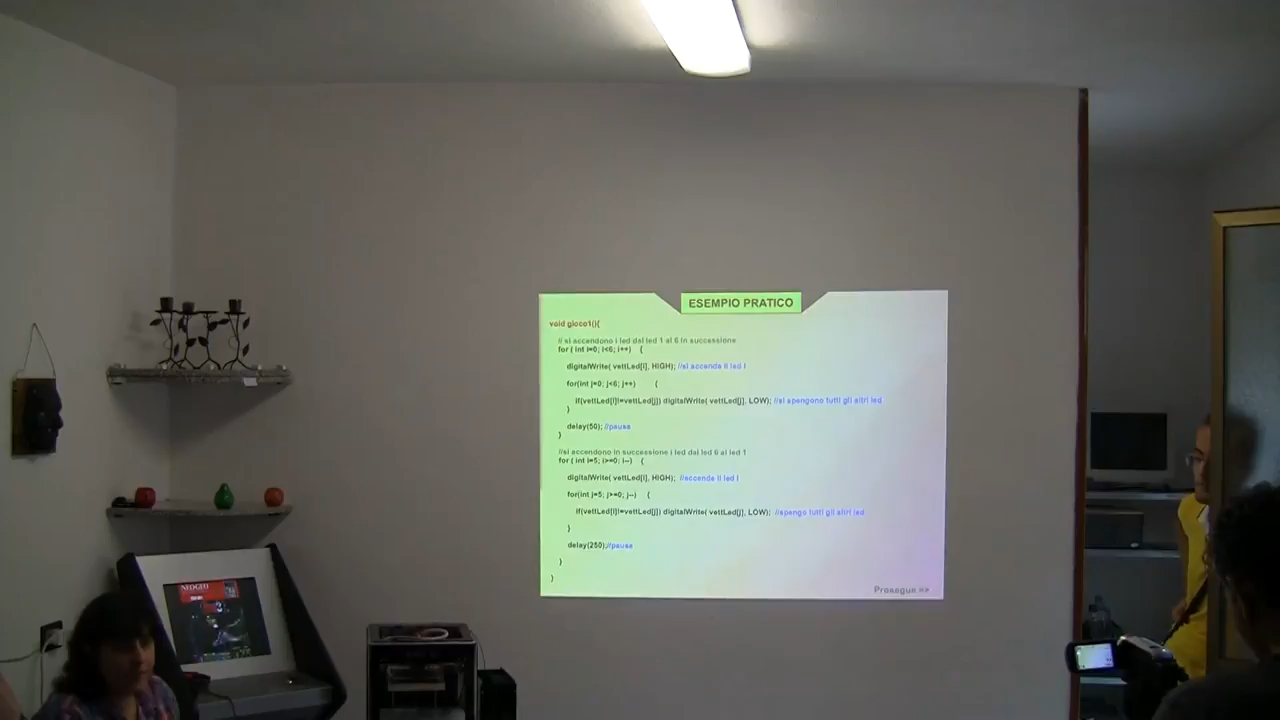 ESEMPIO PRATICO
void gioco1(){
// si accendono i led dal led 1 al 6 in successione
for ( int i=0; i<6; i++) {
digitalWrite( vettLed[i], HIGH); //si accende il led i
for(int j=0; j<6; j++) {
if(vettLed[i]!=vettLed[j]) digitalWrite( vettLed[j], LOW); //si spengono tutti gli altri led
}
delay(50); //pausa
}
//si accendono in successione i led dal led 6 al led 1
for ( int i=5; i>=0; i--) {
digitalWrite( vettLed[i], HIGH); //accende il led i
for(int j=5; j>=0; j--) {
if(vettLed[i]!=vettLed[j]) digitalWrite( vettLed[j], LOW); //spengo tutti gli altri led
}
delay(250);//pausa
}
}
Prosegue =>
NEOGEO